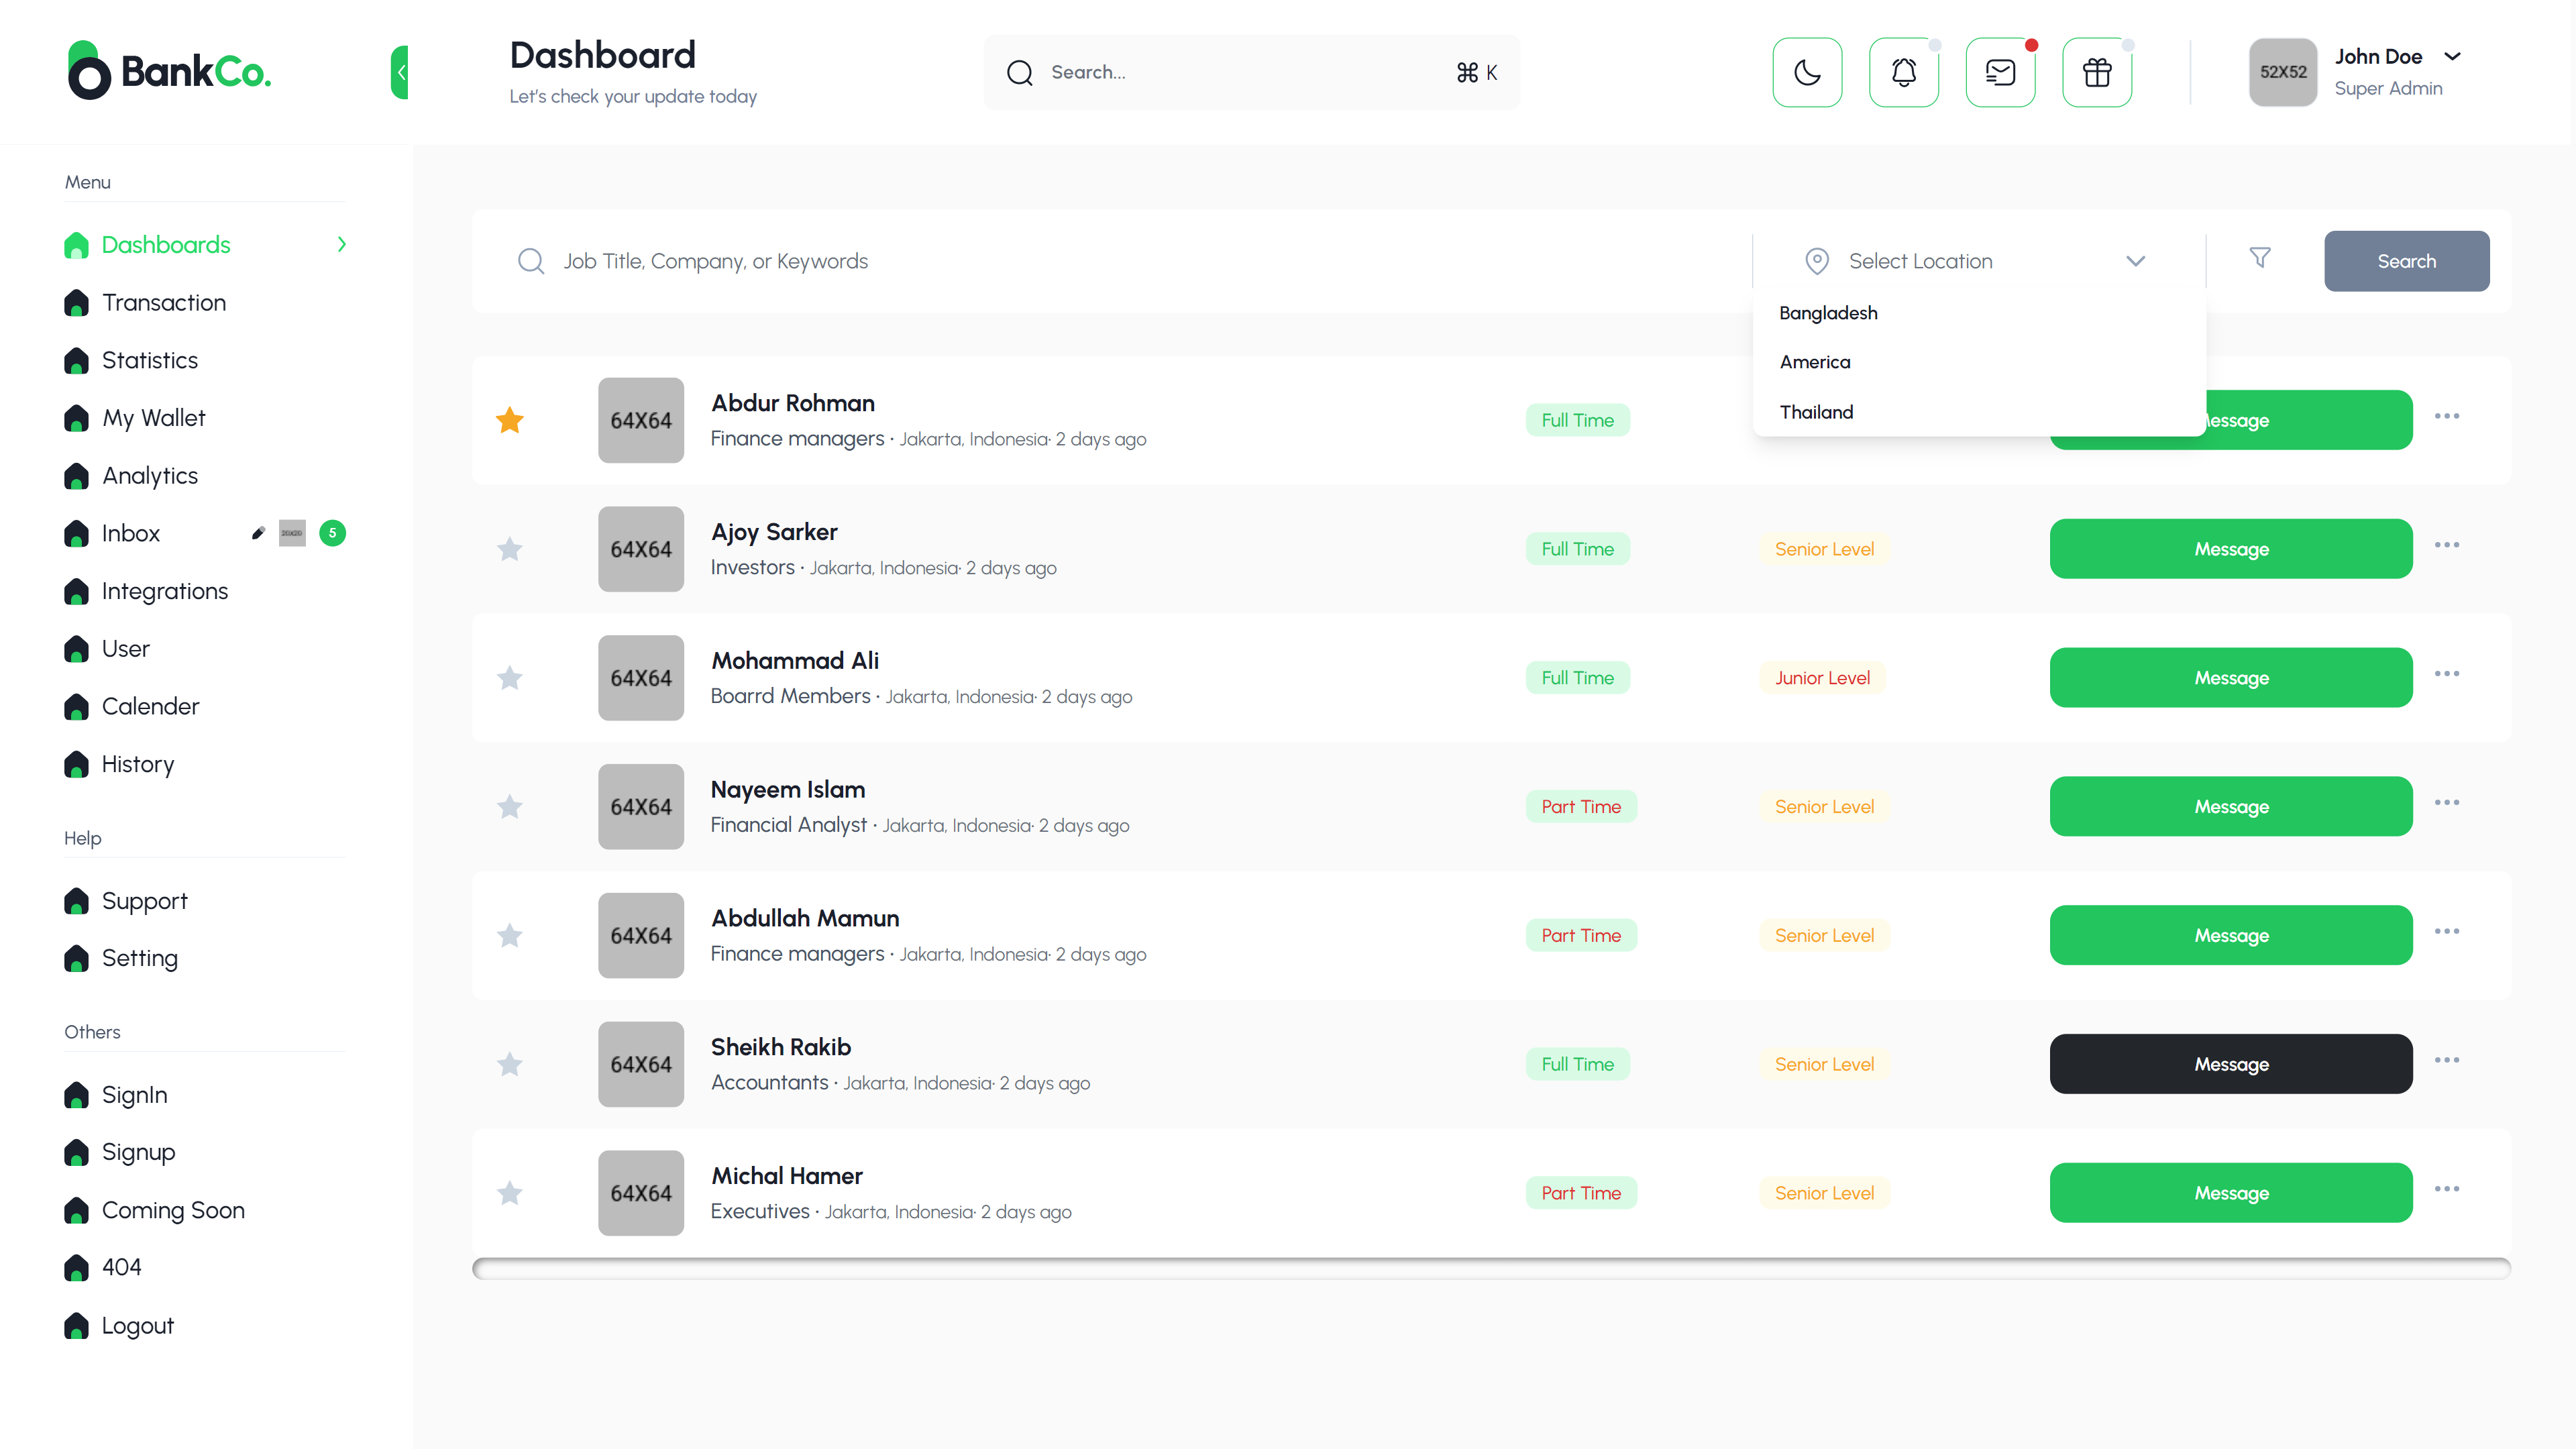 BankCo.
Dashboard
Let's check your update today
Search...
⌘ K
52X52
John Doe
Super Admin
Menu
Dashboards
Transaction
Statistics
My Wallet
Analytics
Inbox
5
Integrations
User
Calender
History
Help
Support
Setting
Others
SignIn
Signup
Coming Soon
404
Logout
Job Title, Company, or Keywords
Select Location
Search
Bangladesh
America
Thailand
64X64
Abdur Rohman
Finance managers · Jakarta, Indonesia· 2 days ago
Full Time
Message
64X64
Ajoy Sarker
Investors · Jakarta, Indonesia· 2 days ago
Full Time
Senior Level
Message
64X64
Mohammad Ali
Boarrd Members · Jakarta, Indonesia· 2 days ago
Full Time
Junior Level
Message
64X64
Nayeem Islam
Financial Analyst · Jakarta, Indonesia· 2 days ago
Part Time
Senior Level
Message
64X64
Abdullah Mamun
Finance managers · Jakarta, Indonesia· 2 days ago
Part Time
Senior Level
Message
64X64
Sheikh Rakib
Accountants · Jakarta, Indonesia· 2 days ago
Full Time
Senior Level
Message
64X64
Michal Hamer
Executives · Jakarta, Indonesia· 2 days ago
Part Time
Senior Level
Message